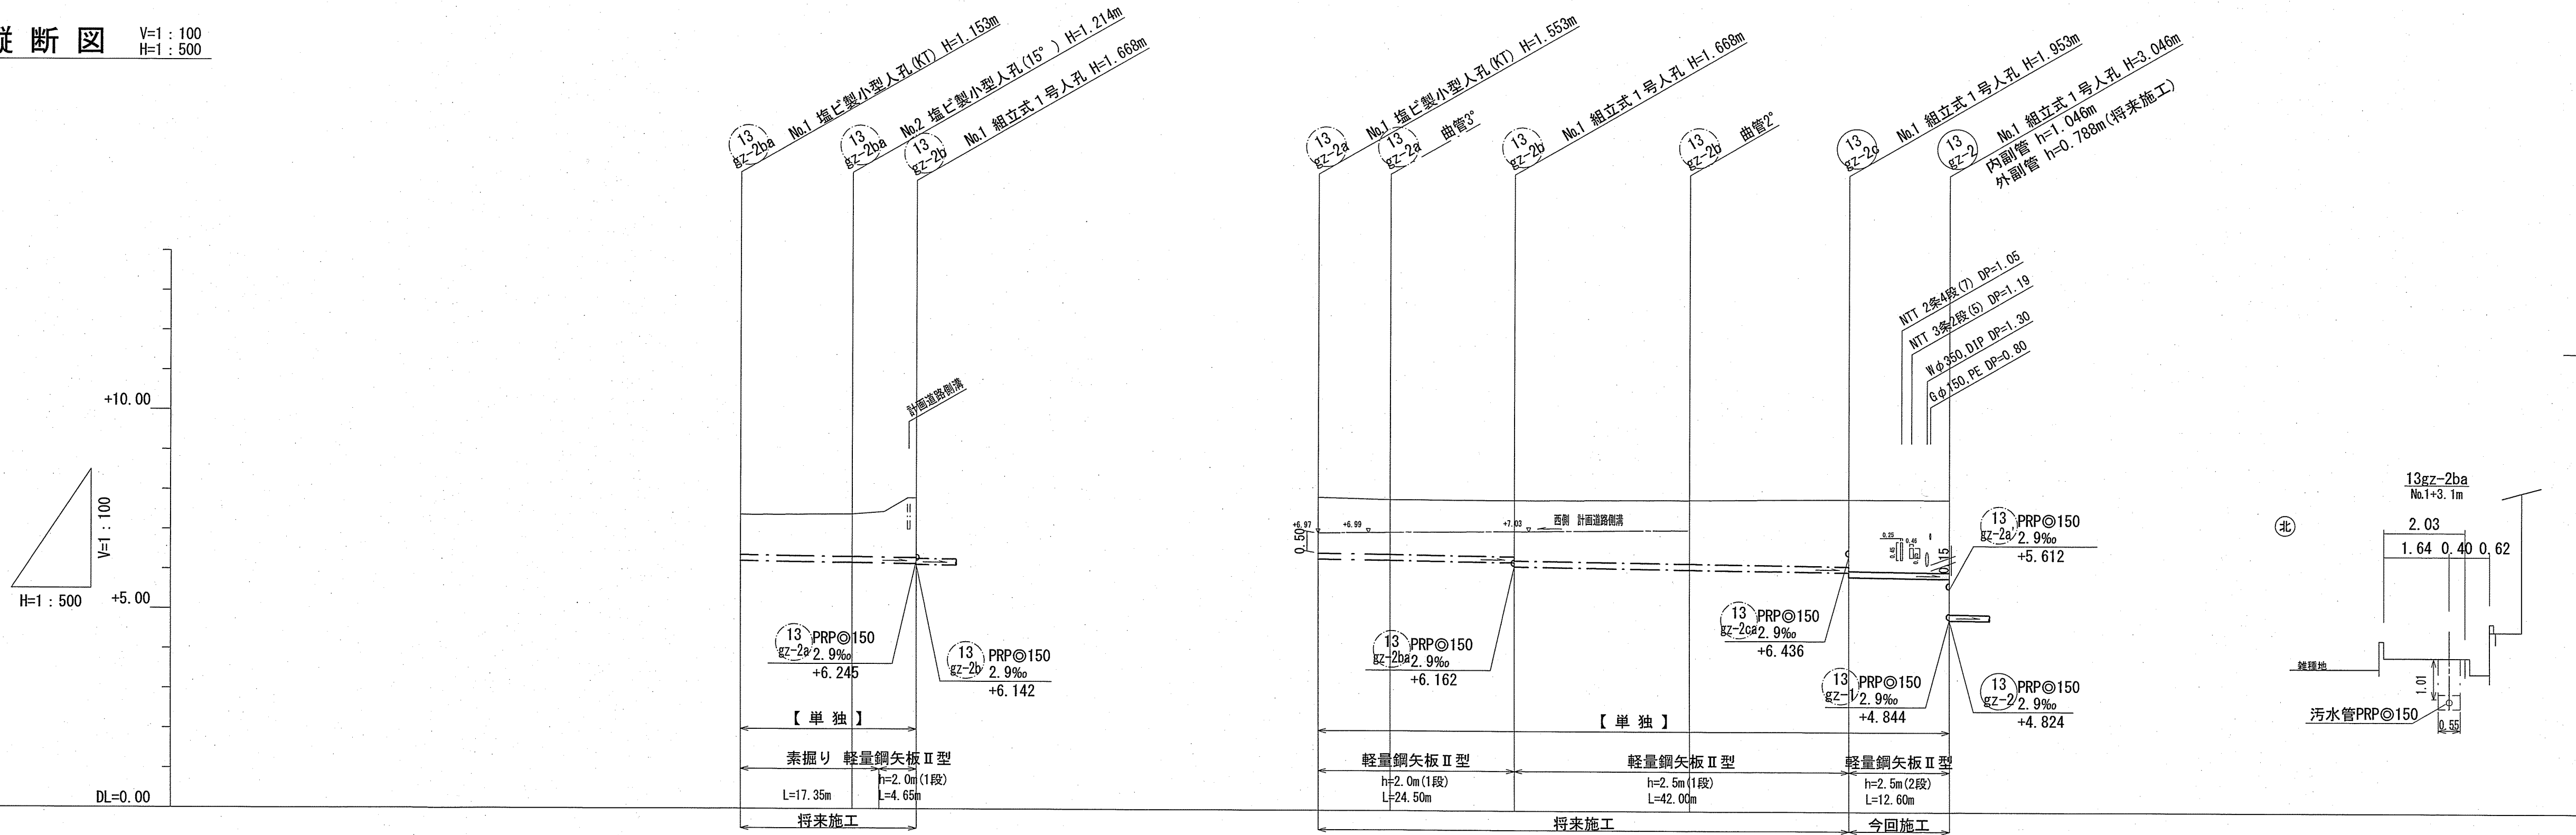 縦断図
V=1:100
H=1:500
13
gz-2ba
№1 塩ビ製小型人孔(KT) H=1.153m
13
gz-2ba
№2 塩ビ製小型人孔(15°) H=1.214m
13
gz-2b
№1 組立式1号人孔 H=1.668m
13
gz-2a
№1 塩ビ製小型人孔(KT) H=1.553m
13
gz-2a
曲管3°
13
gz-2b
№1 組立式1号人孔 H=1.668m
13
gz-2b
曲管2°
13
gz-2c
№1 組立式1号人孔 H=1.953m
13
gz-2
№1 組立式1号人孔 H=3.046m
内副管 h=1.046m
外副管 h=0.788m(将来施工)
NTT 2条4段(7) DP=1.05
NTT 3条2段(5) DP=1.19
Wφ350.DIP DP=1.30
Gφ150.PE DP=0.80
計画道路側溝
+10.00
+5.00
DL=0.00
V=1:100
H=1:500
+6.97
+6.99
+7.03
西側 計画道路側溝
0.50
0.25
0.46
0.45
0.15
13
gz-2a'
PRP◎150
2.9‰
+5.612
13
gz-2a
PRP◎150
2.9‰
+6.245
13
gz-2b
PRP◎150
2.9‰
+6.142
13
gz-2ba
PRP◎150
2.9‰
+6.162
13
gz-2ca
PRP◎150
2.9‰
+6.436
13
gz-1
PRP◎150
2.9‰
+4.844
13
gz-2
PRP◎150
2.9‰
+4.824
【単独】
【単独】
素掘り
軽量鋼矢板Ⅱ型
h=2.0m(1段)
L=17.35m
L=4.65m
将来施工
軽量鋼矢板Ⅱ型
h=2.0m(1段)
L=24.50m
軽量鋼矢板Ⅱ型
h=2.5m(1段)
L=42.00m
軽量鋼矢板Ⅱ型
h=2.5m(2段)
L=12.60m
将来施工
今回施工
北
13gz-2ba
№1+3.1m
2.03
1.64 0.40 0.62
雑種地
1.01
汚水管PRP◎150
0.55